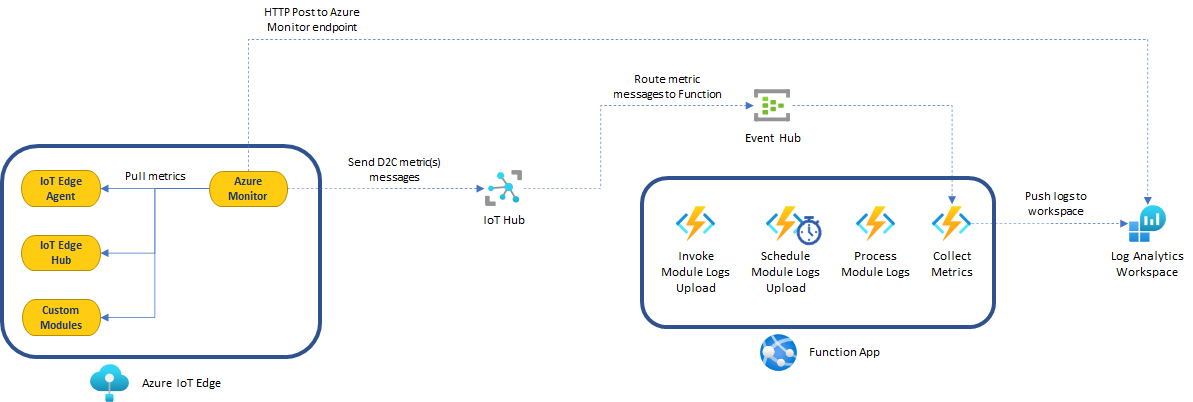 HTTP Post to Azure
Monitor endpoint
Route metric
messages to Function
Event Hub
IoT Edge
Agent
Pull metrics
Azure
Monitor
Send D2C metric(s)
messages
IoT Hub
IoT Edge
Hub
Custom
Modules
Azure IoT Edge
Invoke
Module Logs
Upload
Schedule
Module Logs
Upload
Process
Module Logs
Collect
Metrics
Function App
Push logs to
workspace
Log Analytics
Workspace